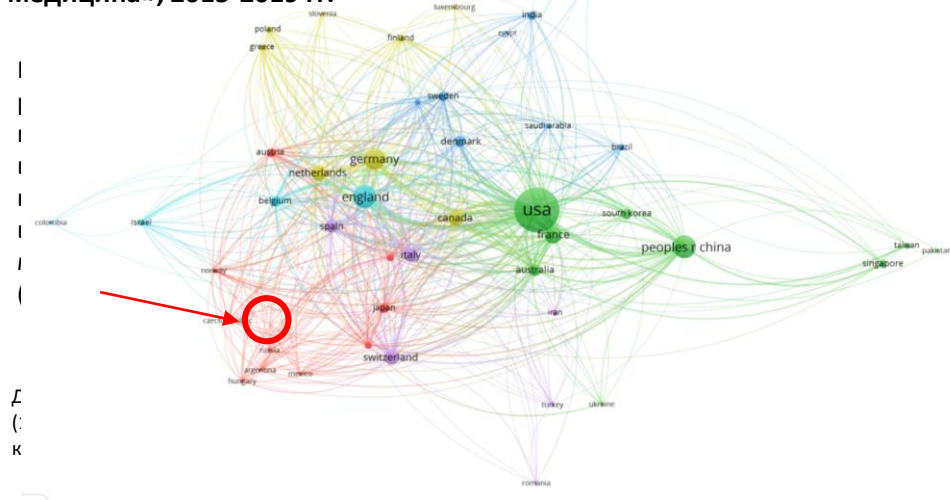 медицина», 2015-2019 гг.
slovenia
luxembourg
india
poland
finland
egypt
greece
sweden
saudi arabia
denmark
brazil
austria
germany
netherlands
england
belgium
usa
canada
south korea
colombia
israel
spain
france
peoples r china
taiwan
pakistan
italy
singapore
norway
australia
japan
iran
russia
switzerland
argentina
mexico
hungary
turkey
ukraine
romania